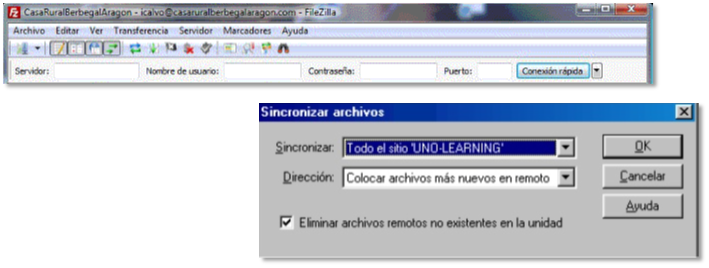 CasaRuralBerbegalAragon - icalvo@casaruralberbegalaragon.com - FileZilla
Archivo Editar Ver Transferencia Servidor Marcadores Ayuda
Servidor: Nombre de usuario: Contraseña: Puerto: Conexión rápida
Sincronizar archivos
Sincronizar: Todo el sitio 'UNO-LEARNING' OK
Dirección: Colocar archivos más nuevos en remoto Cancelar
Ayuda
Eliminar archivos remotos no existentes en la unidad